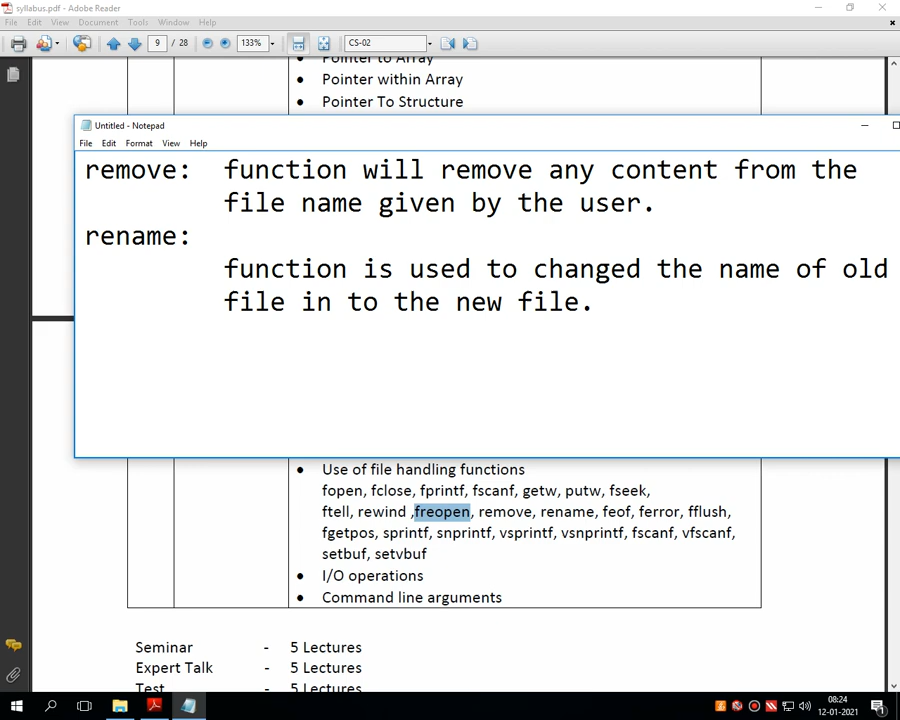 syllabus.pdf - Adobe Reader
File Edit View Document Tools Window Help
9 / 28 133% CS-02
Pointer to Array
• Pointer within Array
• Pointer To Structure
Untitled - Notepad
File Edit Format View Help
remove: function will remove any content from the
file name given by the user.
rename:
function is used to changed the name of old
file in to the new file.
• Use of file handling functions
fopen, fclose, fprintf, fscanf, getw, putw, fseek,
ftell, rewind ,freopen, remove, rename, feof, ferror, fflush,
fgetpos, sprintf, snprintf, vsprintf, vsnprintf, fscanf, vfscanf,
setbuf, setvbuf
• I/O operations
• Command line arguments
Seminar - 5 Lectures
Expert Talk - 5 Lectures
Test - 5 Lectures
08:24
12-01-2021